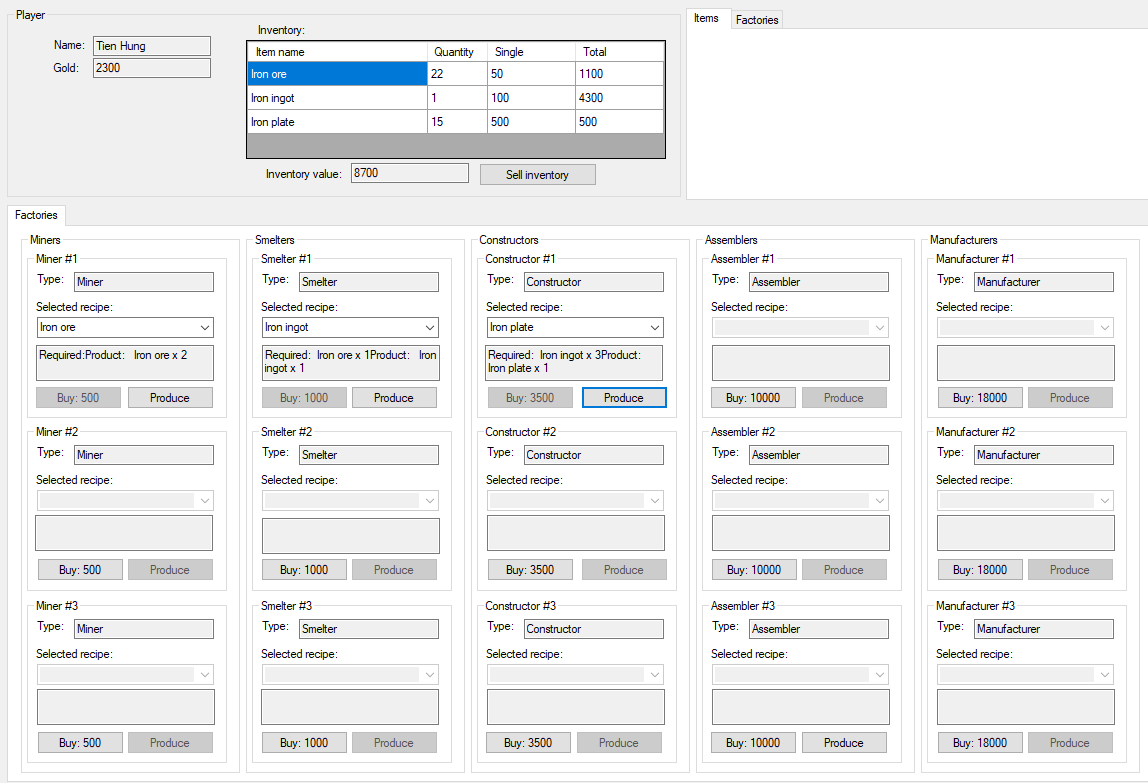 Player
Name: Tien Hung
Gold: 2300
Inventory:
Item name Quantity Single Total
Iron ore 22 50 1100
Iron ingot 1 100 4300
Iron plate 15 500 500
Inventory value: 8700 Sell inventory
Items Factories
Factories
Miners
Miner #1
Type: Miner
Selected recipe:
Iron ore
Required:Product: Iron ore x 2
Buy: 500 Produce
Miner #2
Type: Miner
Selected recipe:
Buy: 500 Produce
Miner #3
Type: Miner
Selected recipe:
Buy: 500 Produce
Smelters
Smelter #1
Type: Smelter
Selected recipe:
Iron ingot
Required: Iron ore x 1Product: Iron
ingot x 1
Buy: 1000 Produce
Smelter #2
Type: Smelter
Selected recipe:
Buy: 1000 Produce
Smelter #3
Type: Smelter
Selected recipe:
Buy: 1000 Produce
Constructors
Constructor #1
Type: Constructor
Selected recipe:
Iron plate
Required: Iron ingot x 3Product:
Iron plate x 1
Buy: 3500 Produce
Constructor #2
Type: Constructor
Selected recipe:
Buy: 3500 Produce
Constructor #3
Type: Constructor
Selected recipe:
Buy: 3500 Produce
Assemblers
Assembler #1
Type: Assembler
Selected recipe:
Buy: 10000 Produce
Assembler #2
Type: Assembler
Selected recipe:
Buy: 10000 Produce
Assembler #3
Type: Assembler
Selected recipe:
Buy: 10000 Produce
Manufacturers
Manufacturer #1
Type: Manufacturer
Selected recipe:
Buy: 18000 Produce
Manufacturer #2
Type: Manufacturer
Selected recipe:
Buy: 18000 Produce
Manufacturer #3
Type: Manufacturer
Selected recipe:
Buy: 18000 Produce